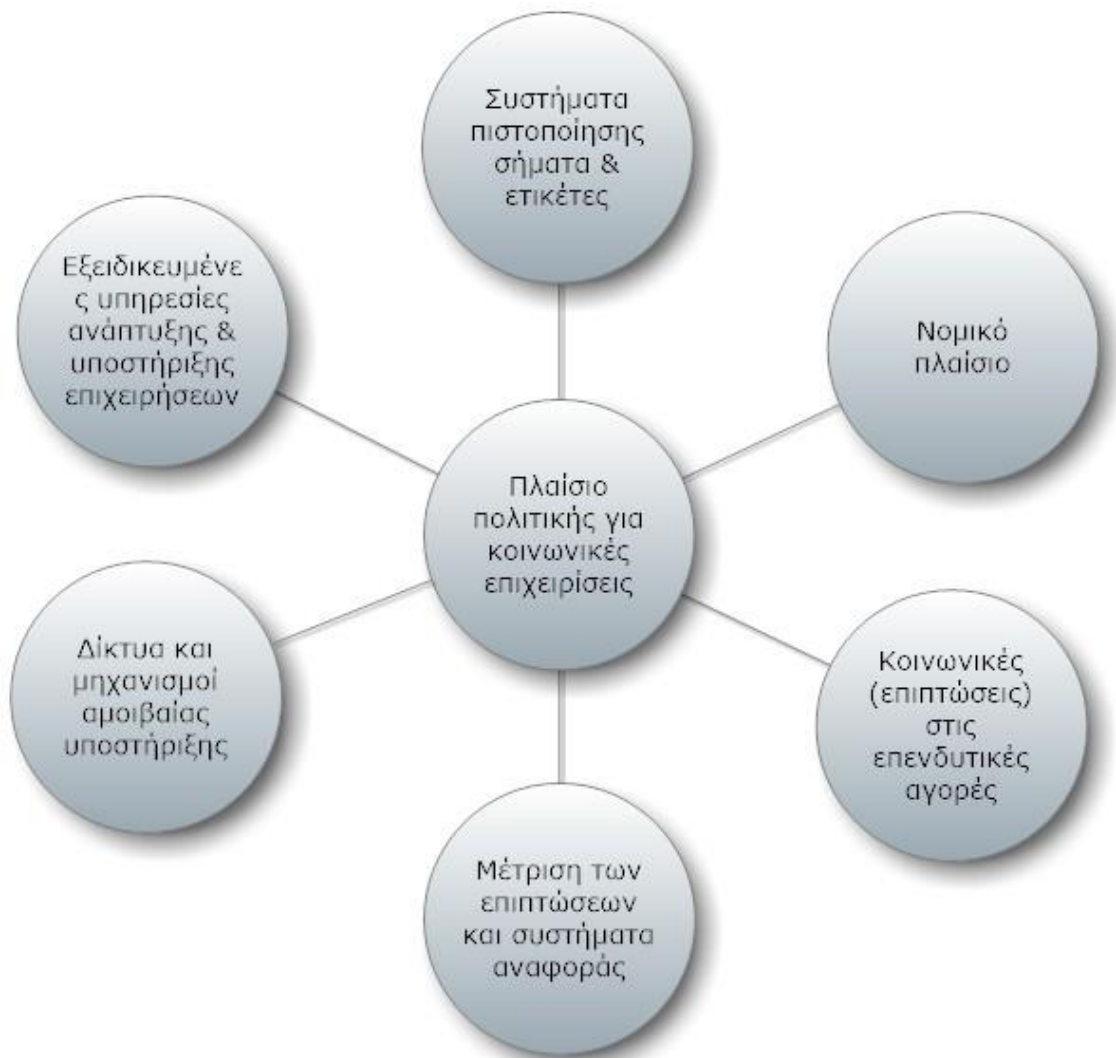 Συστήματα
πιστοποίησης
σήματα &
ετικέτες
Εξειδικευμένε
ς υπηρεσίες
ανάπτυξης &
υποστήριξης
επιχειρήσεων
Νομικό
πλαίσιο
Πλαίσιο
πολιτικής για
κοινωνικές
επιχειρίσεις
Δίκτυα και
μηχανισμοί
αμοιβαίας
υποστήριξης
Κοινωνικές
(επιπτώσεις)
στις
επενδυτικές
αγορές
Μέτριση των
επιπτώσεων
και συστήματα
αναφοράς